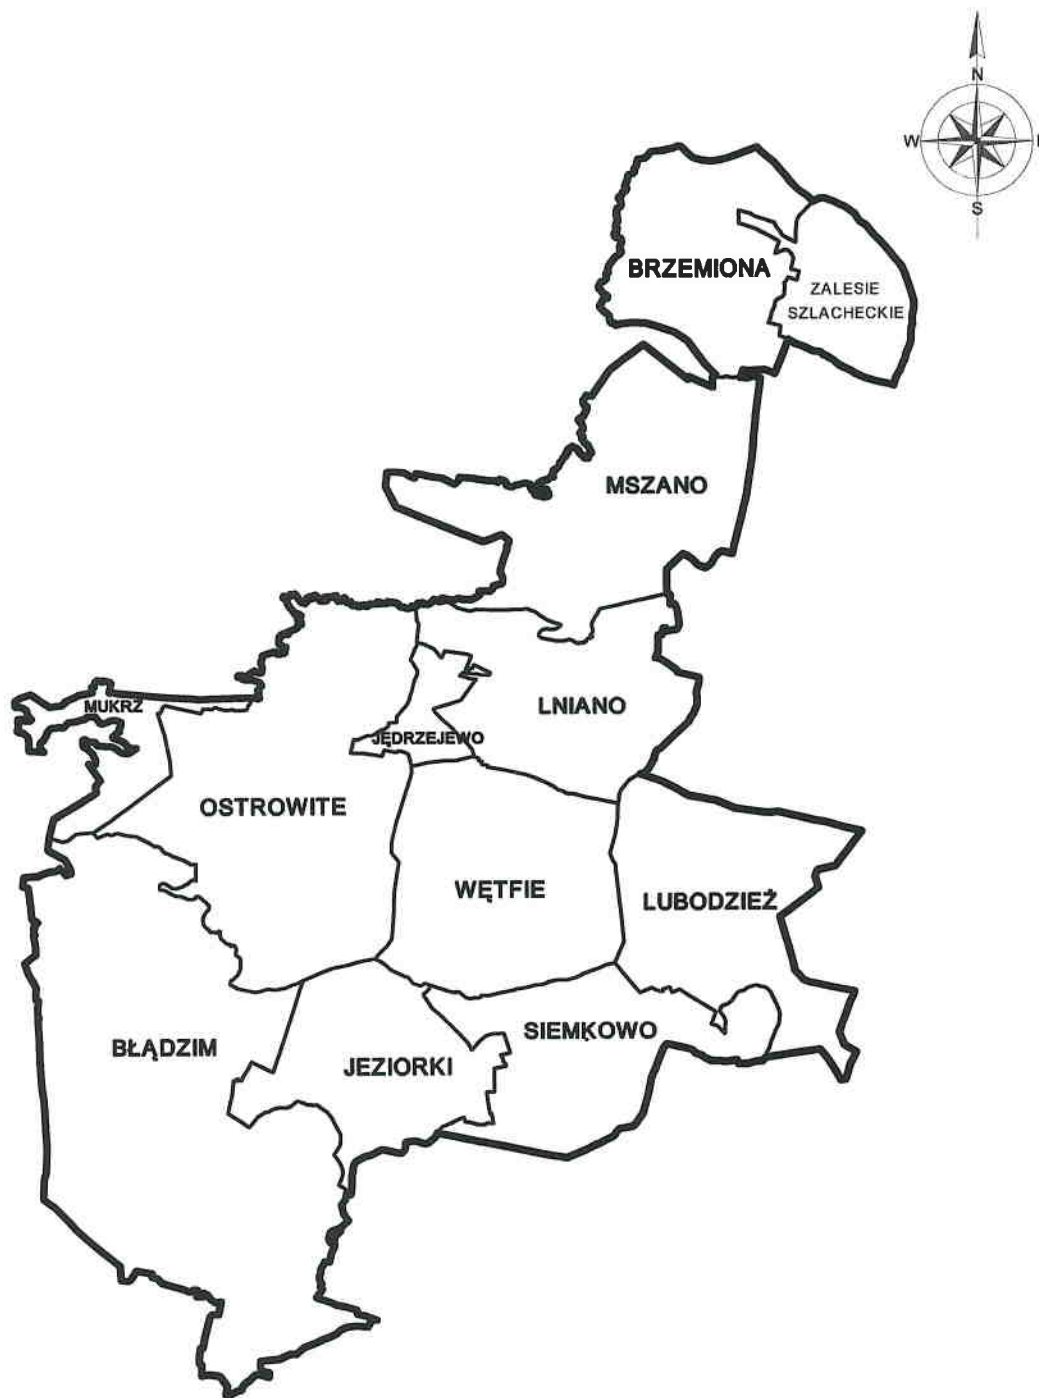 N
W
S
BRZEMIONA
ZALESIE
SZLACHECKIE
MSZANO
MUKRZ
LNIANO
JĘDRZEJEWO
OSTROWITE
WĘTFIE
LUBODZIEŻ
SIEMKOWO
BŁĄDZIM
JEZIORKI